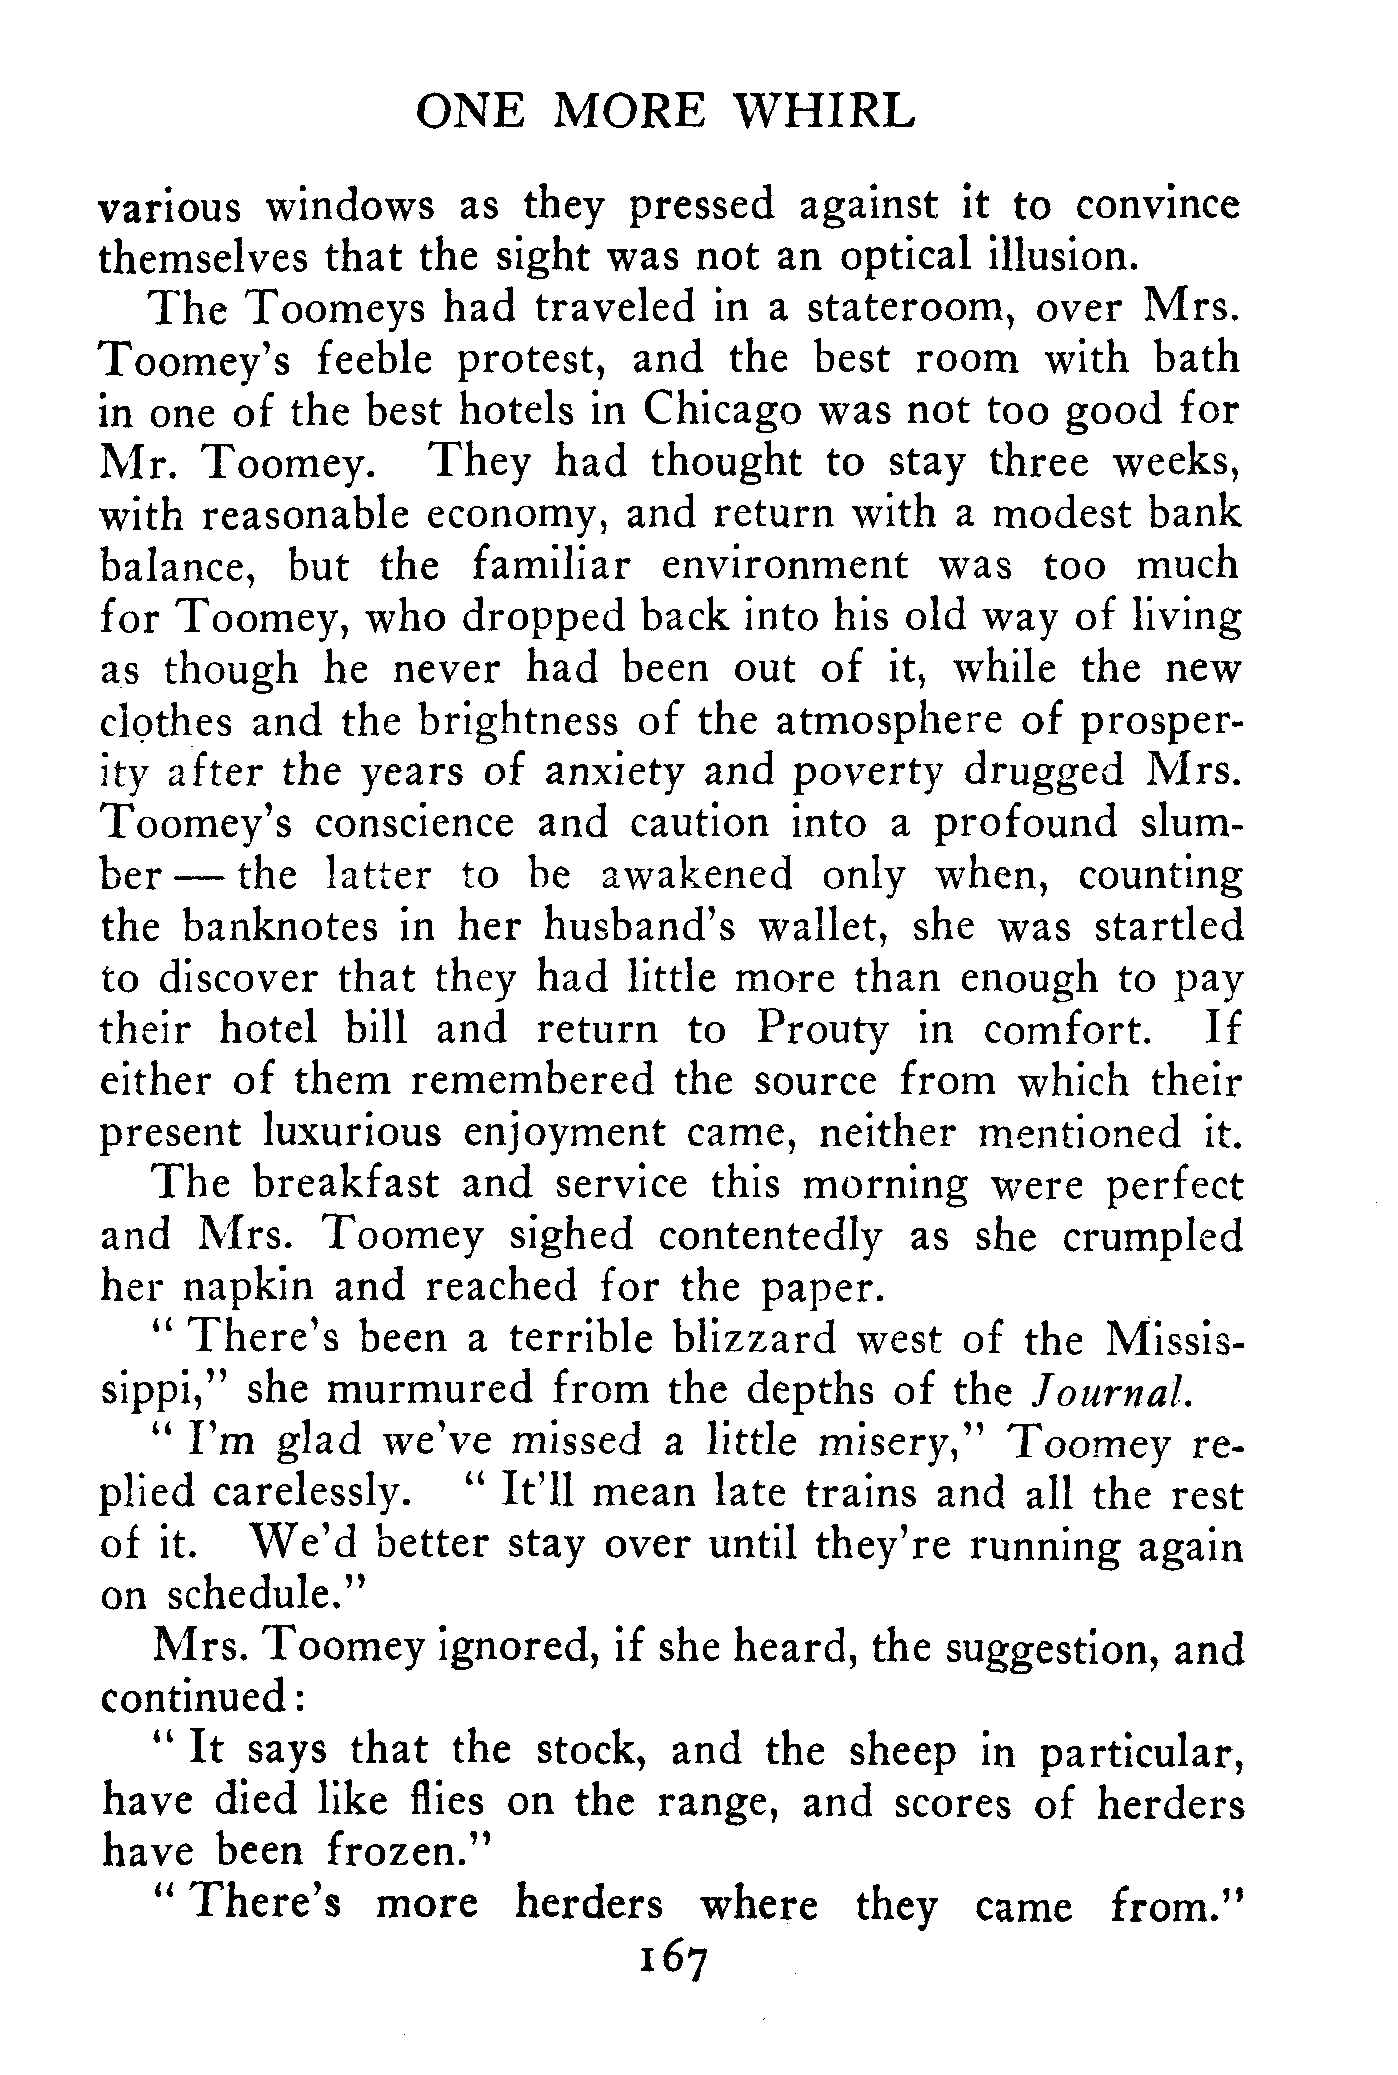 ONE MORE WHIRL
various windows as they pressed against it to convince
themselves that the sight was not an optical illusion.
The Toomeys had traveled in a stateroom, over Mrs.
Toomey's feeble protest, and the best room with bath
in one of the best hotels in Chicago was not too good for
Mr. Toomey. They had thought to stay three weeks,
with reasonable economy, and return with a modest bank
balance, but the familiar environment was too much
for Toomey, who dropped back into his old way of living
as though he never had been out of it, while the new
clothes and the brightness of the atmosphere of prosper-
ity after the years of anxiety and poverty drugged Mrs.
Toomey's conscience and caution into a profound slum-
ber — the latter to be awakened only when, counting
the banknotes in her husband's wallet, she was startled
to discover that they had little more than enough to pay
their hotel bill and return to Prouty in comfort. If
either of them remembered the source from which their
present luxurious enjoyment came, neither mentioned it.
The breakfast and service this morning were perfect
and Mrs. Toomey sighed contentedly as she crumpled
her napkin and reached for the paper.
" There's been a terrible blizzard west of the Missis-
sippi," she murmured from the depths of the Journal.
" I'm glad we've missed a little misery," Toomey re-
plied carelessly. " It'll mean late trains and all the rest
of it. We'd better stay over until they're running again
on schedule."
Mrs. Toomey ignored, if she heard, the suggestion, and
continued :
" It says that the stock, and the sheep in particular,
have died like flies on the range, and scores of herders
have been frozen."
" There's more herders where they came from."
167